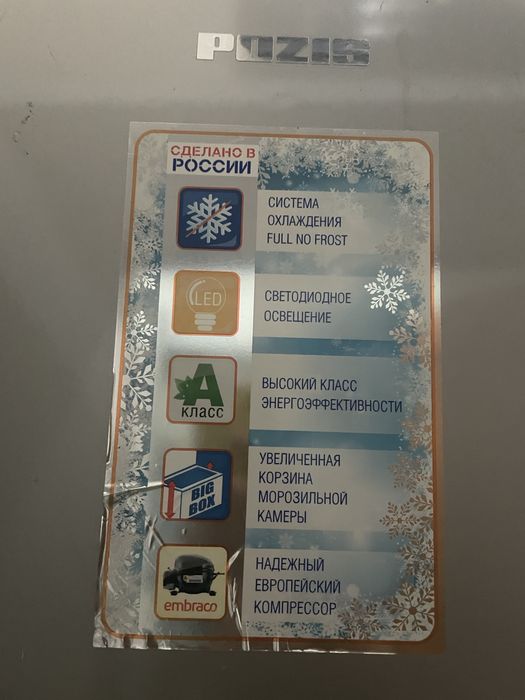 POZIS
СДЕЛАНО В
РОССИИ
СИСТЕМА
ОХЛАЖДЕНИЯ
FULL NO FROST
LED
СВЕТОДИОДНОЕ
ОСВЕЩЕНИЕ
А
КЛАСС
ВЫСОКИЙ КЛАСС
ЭНЕРГОЭФФЕКТИВНОСТИ
BIG
BOX
УВЕЛИЧЕННАЯ
КОРЗИНА
МОРОЗИЛЬНОЙ
КАМЕРЫ
embraco
НАДЕЖНЫЙ
ЕВРОПЕЙСКИЙ
КОМПРЕССОР